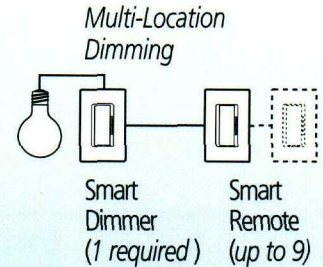 Multi-Location
Dimming
Smart
Dimmer
(1 required)
Smart
Remote
(up to 9)